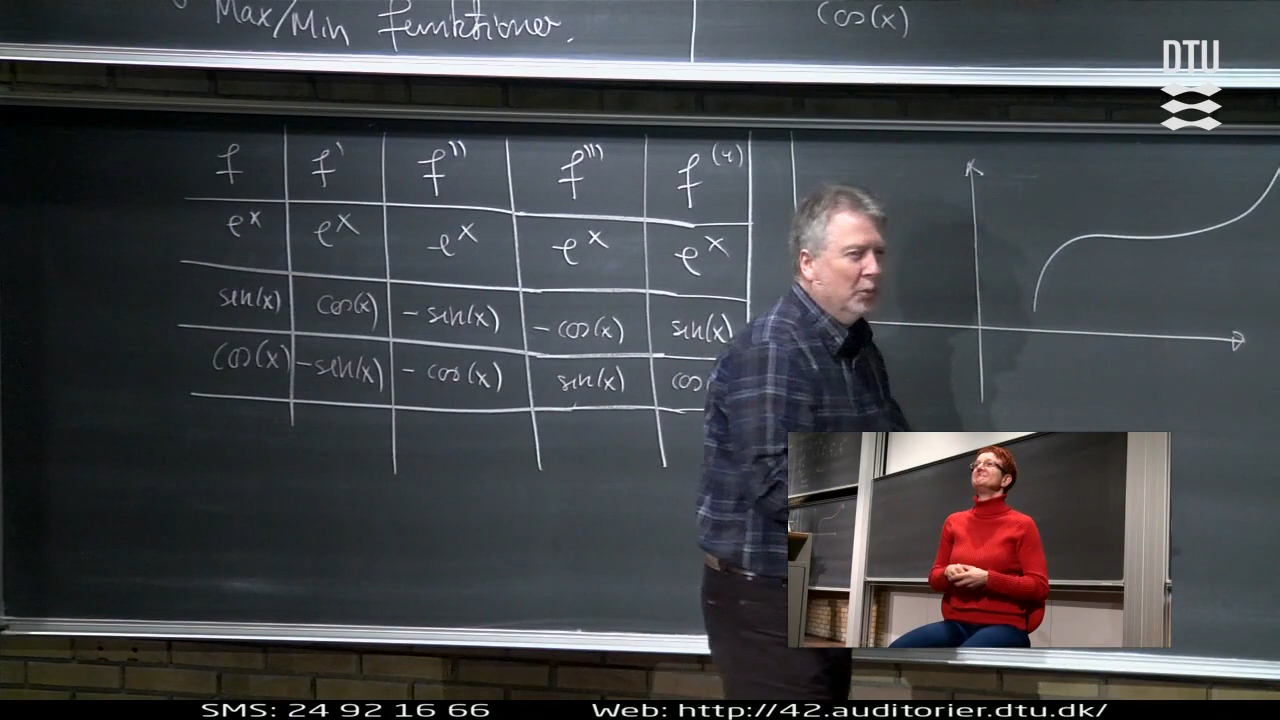 Max/Min funktioner.
cos(x)
DTU
f f' f'' f''' f(4)
e^x e^x e^x e^x e^x
sin(x) cos(x) -sin(x) -cos(x) sin(x)
cos(x) -sin(x) -cos(x) sin(x) cos
SMS: 24 92 16 66 Web: http://42.auditorier.dtu.dk/